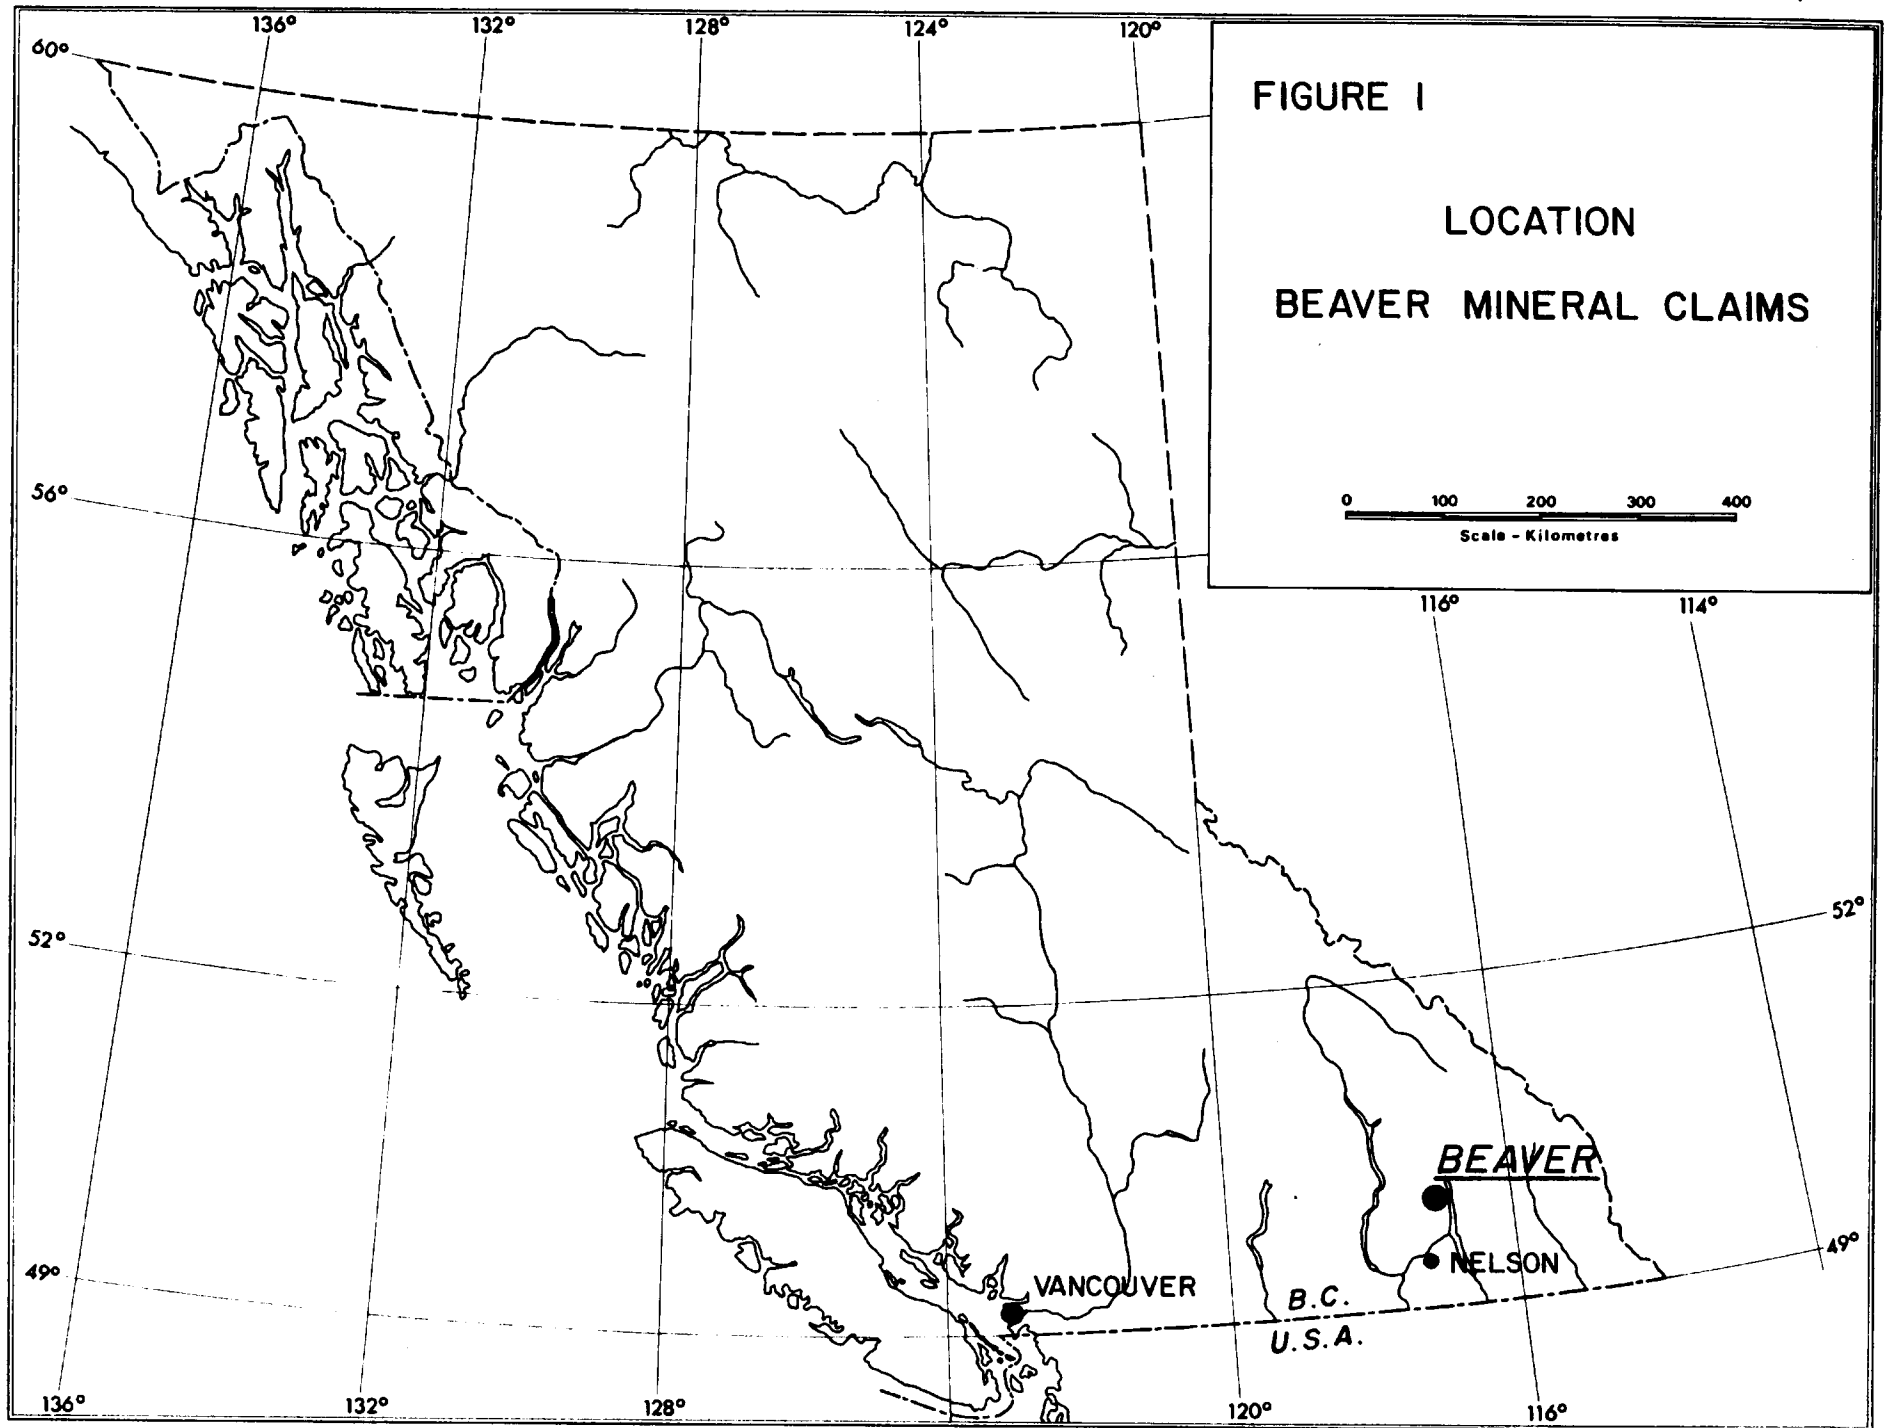 136° 132° 128° 124° 120°
60°
FIGURE 1
LOCATION
BEAVER MINERAL CLAIMS
0 100 200 300 400
Scale - Kilometres
56°
116° 114°
52°
52°
BEAVER
49°
NELSON
49°
VANCOUVER
B.C.
U.S.A.
136° 132° 128° 120° 116°